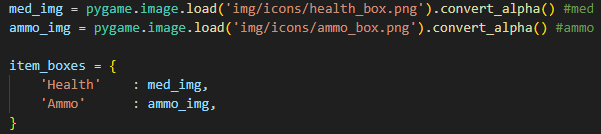 med_img = pygame.image.load('img/icons/health_box.png').convert_alpha() #med
ammo_img = pygame.image.load('img/icons/ammo_box.png').convert_alpha() #ammo
item_boxes = {
    'Health'    : med_img,
    'Ammo'      : ammo_img,
}